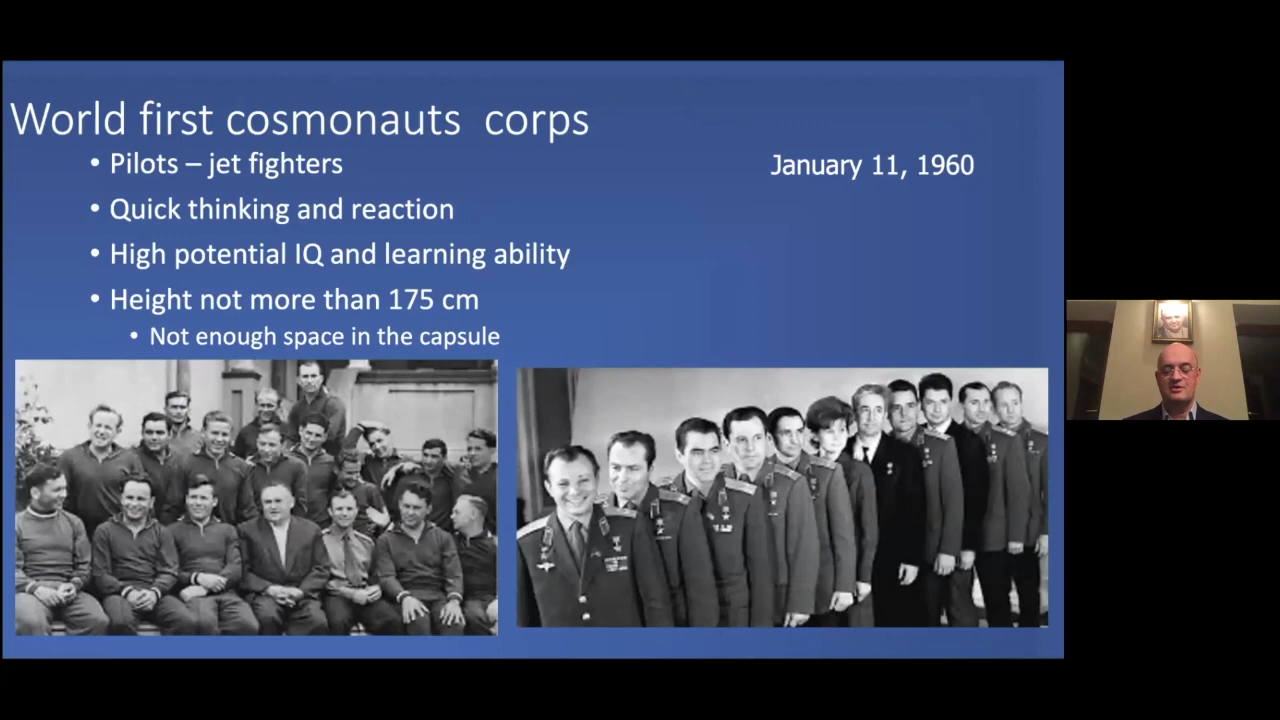 World first cosmonauts corps
• Pilots – jet fighters
January 11, 1960
• Quick thinking and reaction
• High potential IQ and learning ability
• Height not more than 175 cm
• Not enough space in the capsule